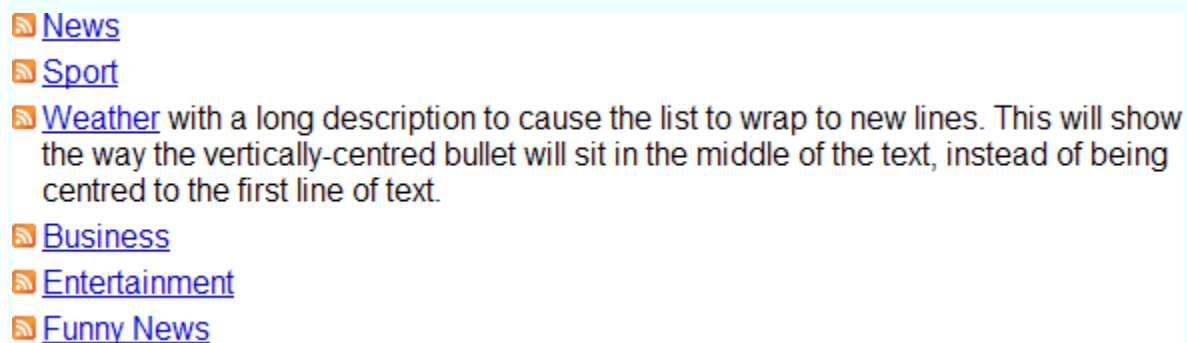 News
Sport
Weather with a long description to cause the list to wrap to new lines. This will show
the way the vertically-centred bullet will sit in the middle of the text, instead of being
centred to the first line of text.
Business
Entertainment
Funny News